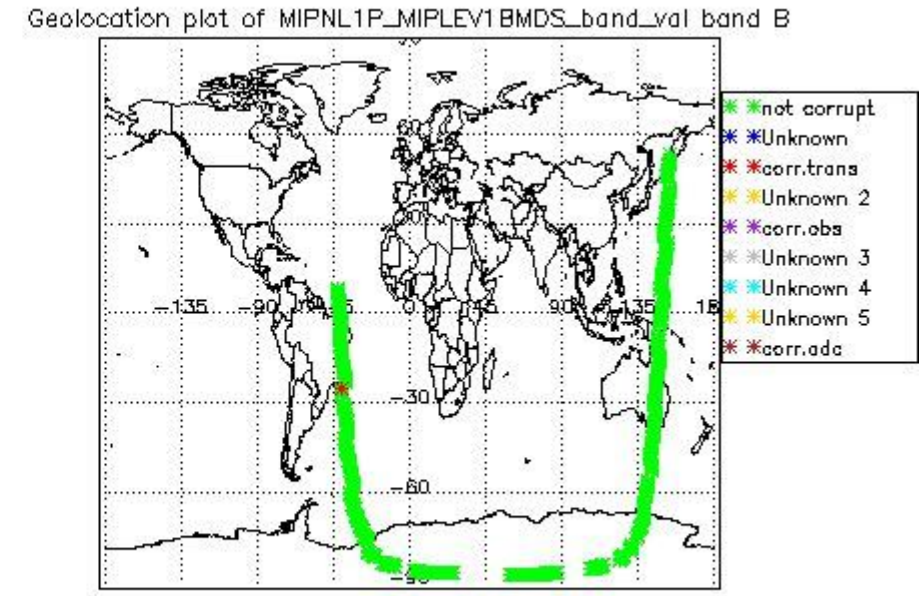 Geolocation plot of MIPNL1P_MIPLEV1BMDS_band_val band B
not corrupt
Unknown
corr.trans
Unknown 2
corr.obs
Unknown 3
Unknown 4
Unknown 5
corr.adc
60
-135
-90
0
90
135
-30
-60